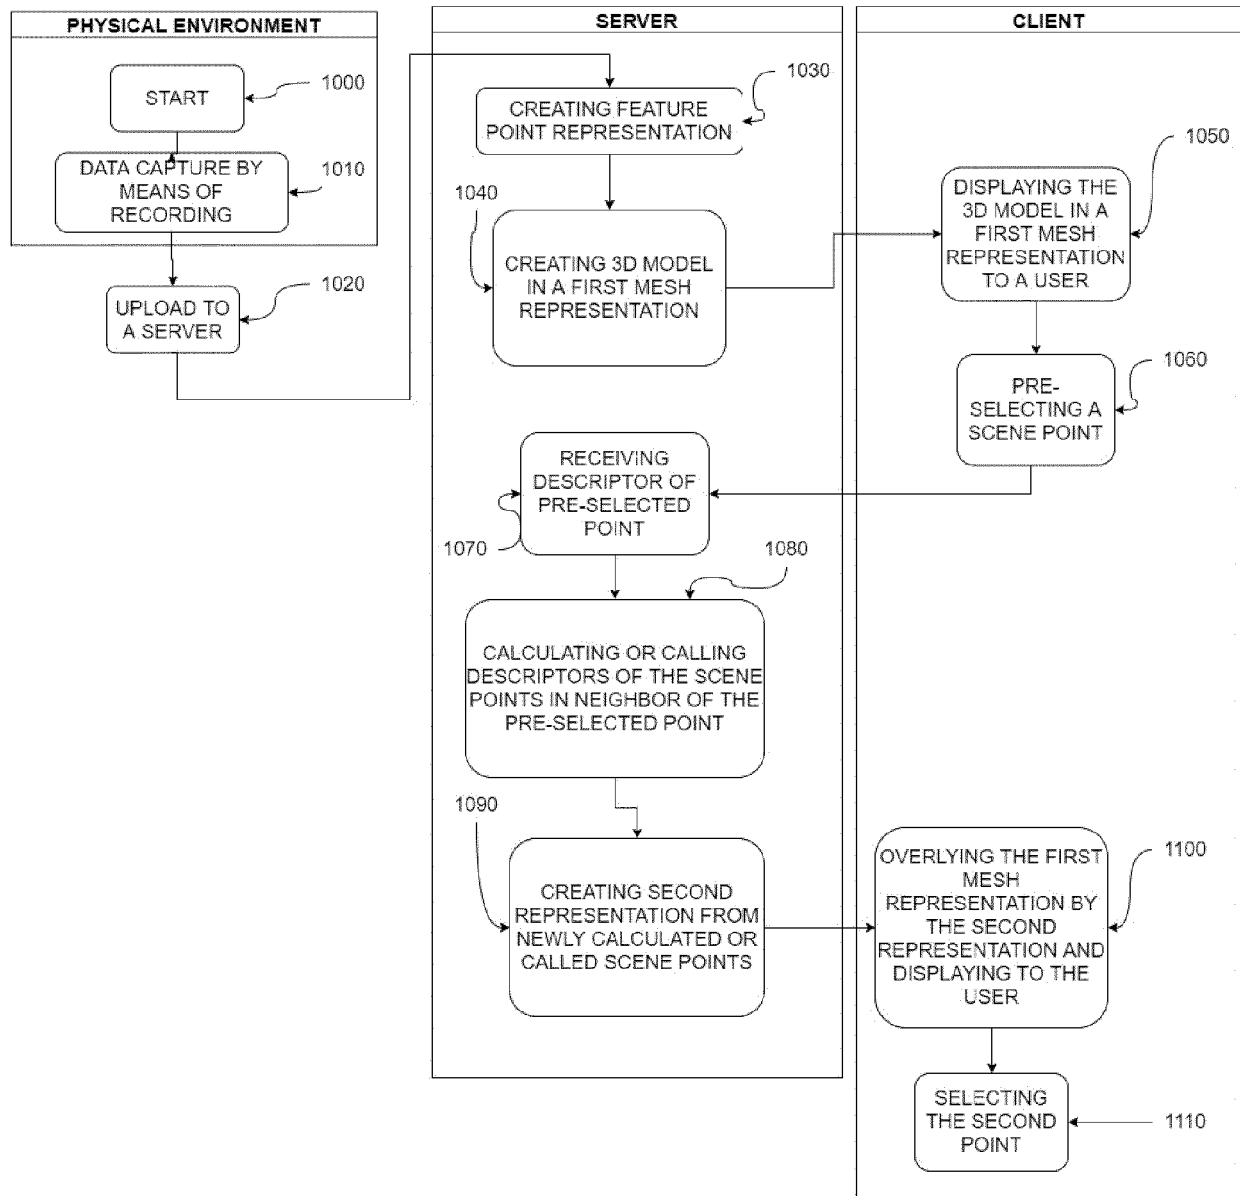 PHYSICAL ENVIRONMENT
START
1000
DATA CAPTURE BY
MEANS OF
RECORDING
1010
UPLOAD TO
A SERVER
1020
SERVER
CREATING FEATURE
POINT REPRESENTATION
1030
1040
CREATING 3D MODEL
IN A FIRST MESH
REPRESENTATION
CLIENT
1050
DISPLAYING THE
3D MODEL IN A
FIRST MESH
REPRESENTATION
TO A USER
1060
PRE-
SELECTING A
SCENE POINT
RECEIVING
DESCRIPTOR OF
PRE-SELECTED
POINT
1070
1080
CALCULATING OR CALLING
DESCRIPTORS OF THE SCENE
POINTS IN NEIGHBOR OF THE
PRE-SELECTED POINT
1090
CREATING SECOND
REPRESENTATION FROM
NEWLY CALCULATED OR
CALLED SCENE POINTS
1100
OVERLYING THE FIRST
MESH
REPRESENTATION BY
THE SECOND
REPRESENTATION AND
DISPLAYING TO THE
USER
SELECTING
THE SECOND
POINT
1110